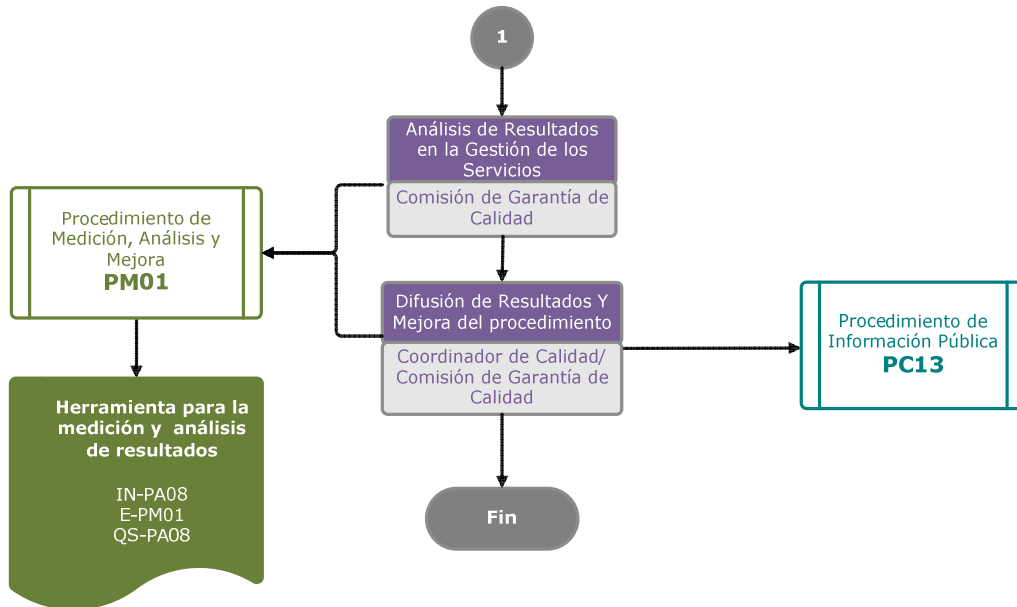 1
Análisis de Resultados
en la Gestión de los
Servicios
Comisión de Garantía de
Calidad
Procedimiento de
Medición, Análisis y
Mejora
PM01
Difusión de Resultados Y
Mejora del procedimiento
Coordinador de Calidad/
Comisión de Garantía de
Calidad
Procedimiento de
Información Pública
PC13
Herramienta para la
medición y análisis
de resultados
IN-PA08
E-PM01
QS-PA08
Fin